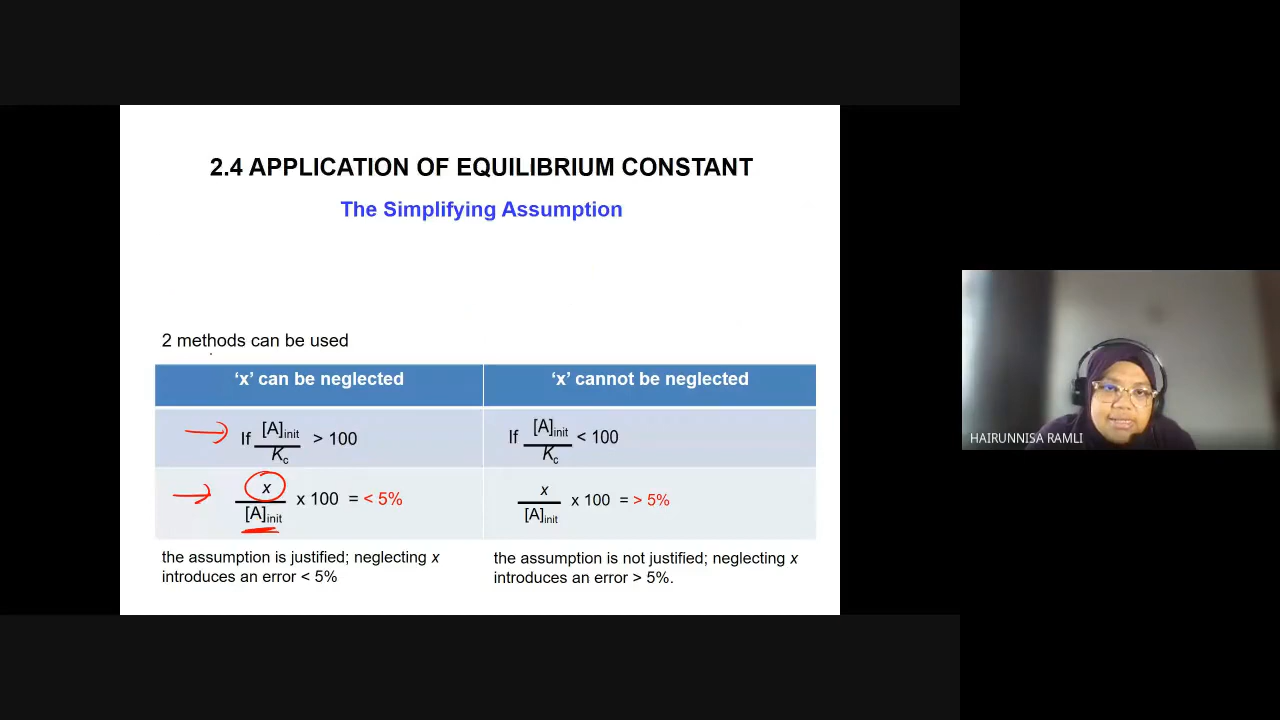 2.4 APPLICATION OF EQUILIBRIUM CONSTANT
The Simplifying Assumption
2 methods can be used
‘x’ can be neglected
‘x’ cannot be neglected
If [A]init / Kc > 100
If [A]init / Kc < 100
x / [A]init x 100 = < 5%
x / [A]init x 100 = > 5%
the assumption is justified; neglecting x
introduces an error < 5%
the assumption is not justified; neglecting x
introduces an error > 5%.
HAIRUNNISA RAMLI